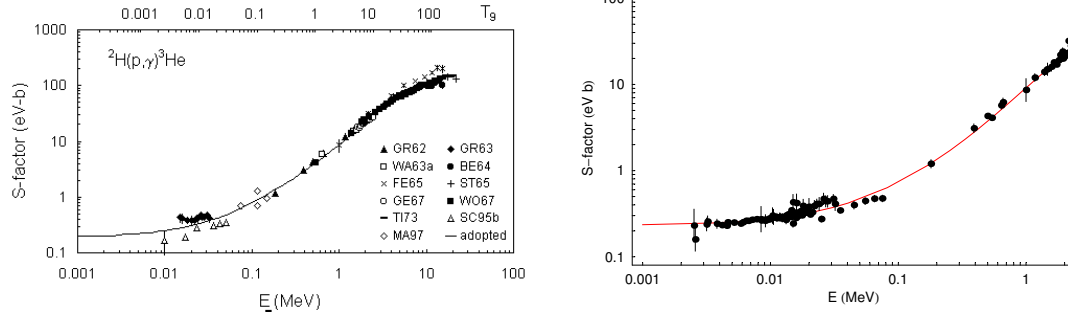 0.001 0.01 0.1 1 10 100 T₉
1000
100
10
1
0.1
S-factor (eV-b)
²H(p,γ)³He
GR62 GR63
WA63a BE64
FE65 ST65
GE67 WO67
TI73 SC95b
MA97 adopted
0.001 0.01 0.1 1 10 100
E (MeV)
100
10
1
0.1
S-factor (eV b)
0.001 0.01 0.1 1
E (MeV)